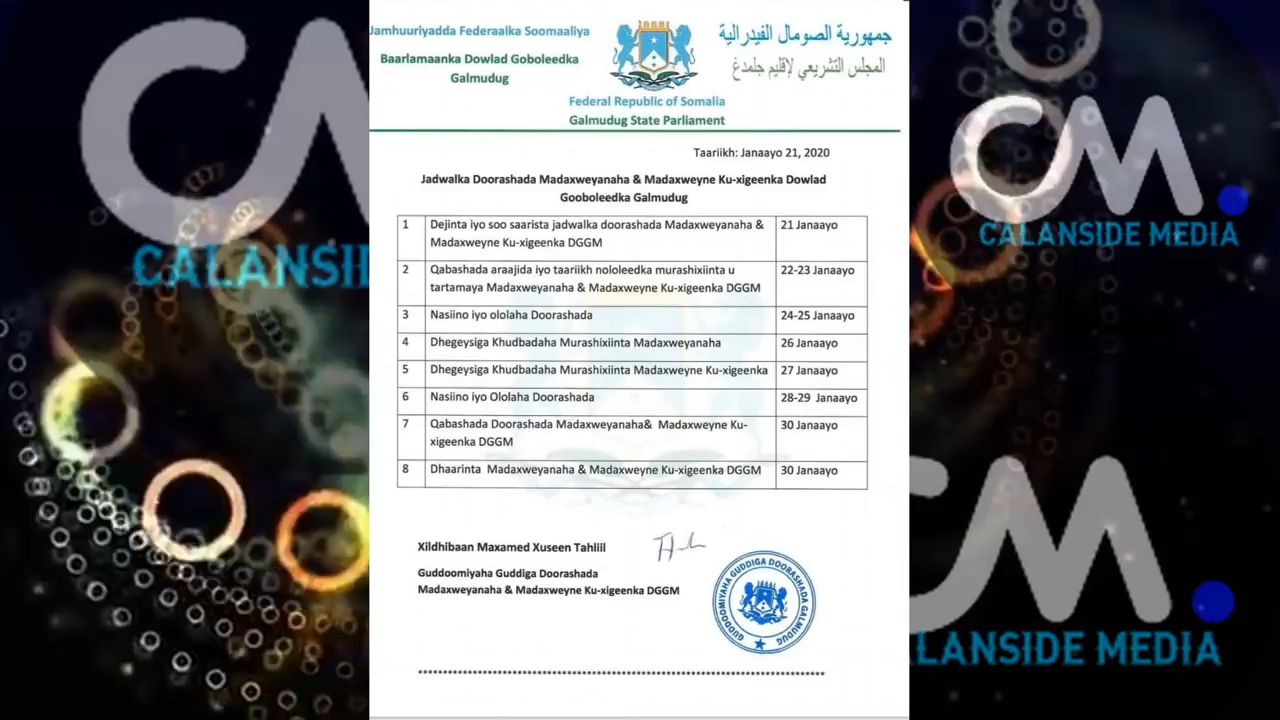 Jamhuuriyadda Federaalka Soomaaliya
Baarlamaanka Dowlad Goboleedka
Galmudug
جمهورية الصومال الفيدرالية
المجلس التشريعي لإقليم جلمدغ
Federal Republic of Somalia
Galmudug State Parliament
Taariikh: Janaayo 21, 2020
Jadwalka Doorashada Madaxweyanaha & Madaxweyne Ku-xigeenka Dowlad
Gooboleedka Galmudug
1 Dejinta iyo soo saarista jadwalka doorashada Madaxweyanaha & 21 Janaayo
Madaxweyne Ku-xigeenka DGGM
2 Qabashada araajida iyo taariikh nololeedka murashixiinta u 22-23 Janaayo
tartamaya Madaxweyanaha & Madaxweyne Ku-xigeenka DGGM
3 Nasiino iyo ololaha Doorashada 24-25 Janaayo
4 Dhegeysiga Khudbadaha Murashixiinta Madaxweyanaha 26 Janaayo
5 Dhegeysiga Khudbadaha Murashixiinta Madaxweyne Ku-xigeenka 27 Janaayo
6 Nasiino iyo Ololaha Doorashada 28-29 Janaayo
7 Qabashada Doorashada Madaxweyanaha& Madaxweyne Ku- 30 Janaayo
xigeenka DGGM
8 Dhaarinta Madaxweyanaha & Madaxweyne Ku-xigeenka DGGM 30 Janaayo
Xildhibaan Maxamed Xuseen Tahliil
Guddoomiyaha Guddiga Doorashada
Madaxweyanaha & Madaxweyne Ku-xigeenka DGGM
GUDDOOMIYAHA GUDDIGA DOORASHADA GALMUDUG
CM
CALANSID
CM
CALANSIDE MEDIA
M
ALANSIDE MEDIA